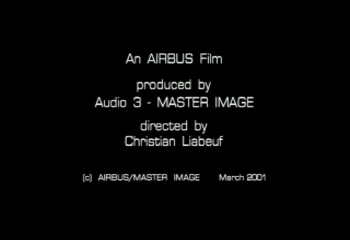 An AIRBUS Film
produced by
Audio 3 - MASTER IMAGE
directed by
Christian Liabeuf
(c) AIRBUS/MASTER IMAGE March 2001